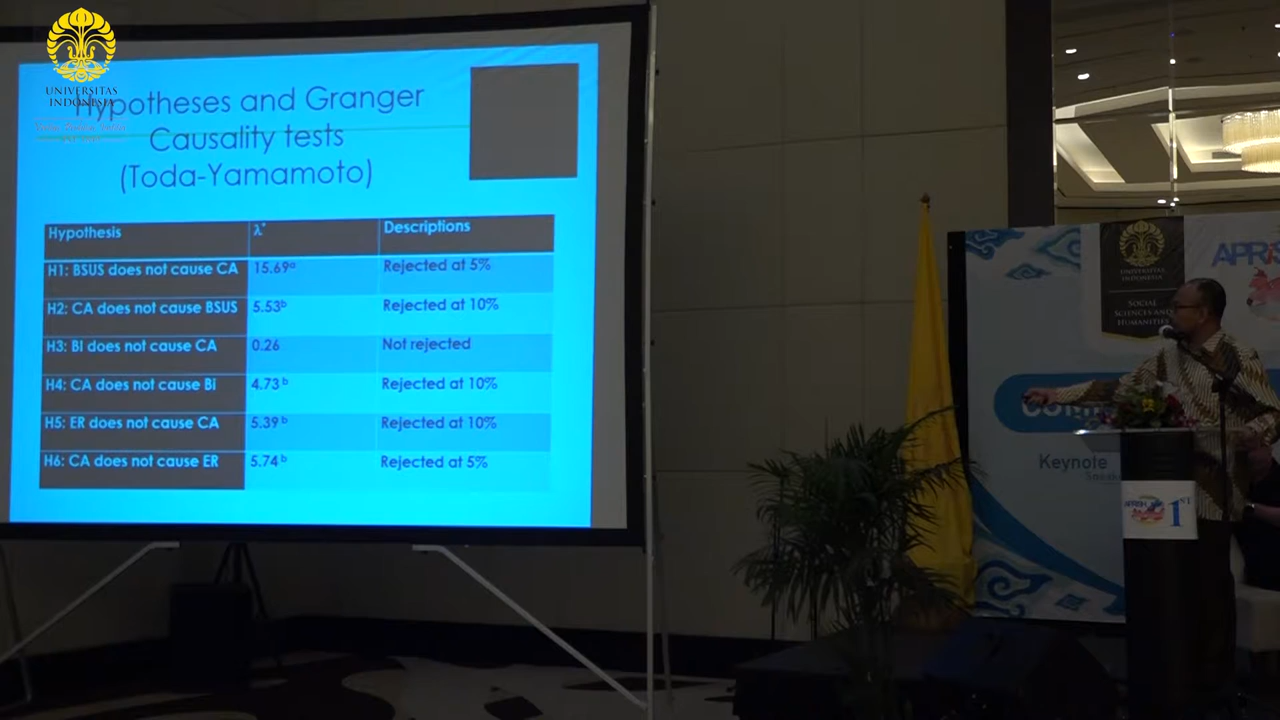 UNIVERSITAS
INDONESIA
Hypotheses and Granger
Causality tests
(Toda-Yamamoto)
Hypothesis λ* Descriptions
H1: BSUS does not cause CA 15.69ᵃ Rejected at 5%
H2: CA does not cause BSUS 5.53ᵇ Rejected at 10%
H3: BI does not cause CA 0.26 Not rejected
H4: CA does not cause Bi 4.73 ᵇ Rejected at 10%
H5: ER does not cause CA 5.39 ᵇ Rejected at 10%
H6: CA does not cause ER 5.74 ᵇ Rejected at 5%
UNIVERSITAS
INDONESIA
SOCIAL
SCIENCES AND
HUMANITIES
Keynote
1ST